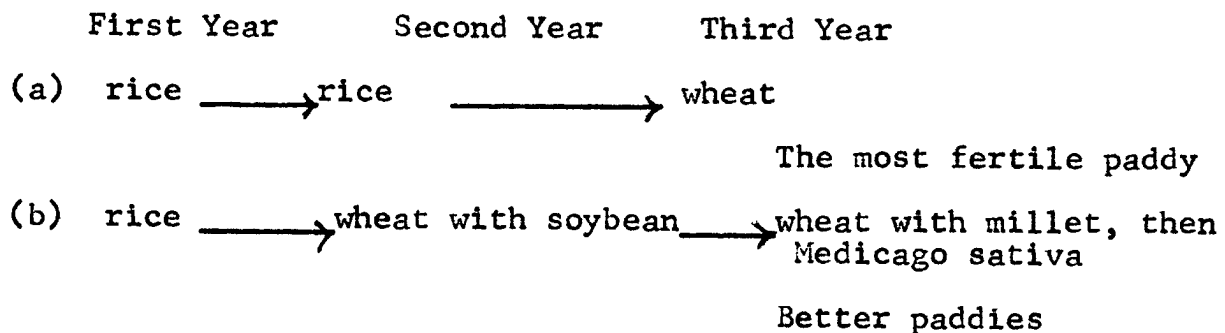 First Year Second Year Third Year
(a) rice → rice → wheat
The most fertile paddy
(b) rice → wheat with soybean → wheat with millet, then
Medicago sativa
Better paddies